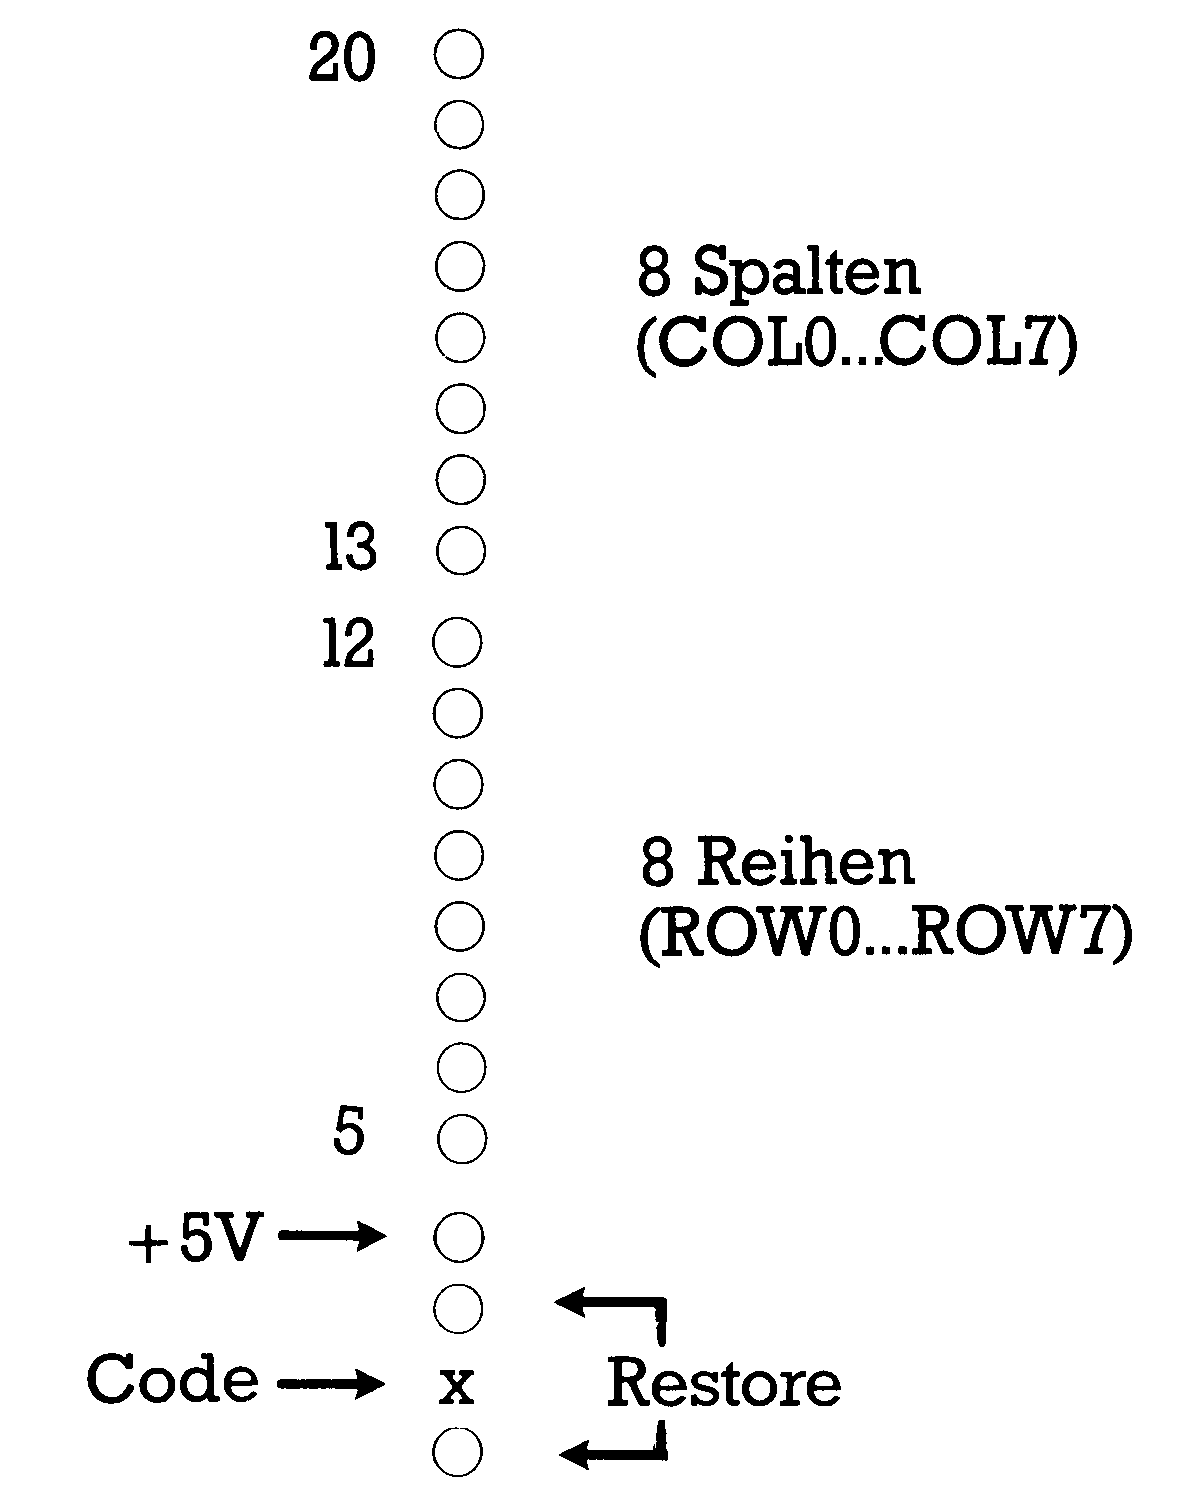 20
8 Spalten
(COL0...COL7)
13
12
8 Reihen
(ROW0...ROW7)
5
+5V
Code
x
Restore